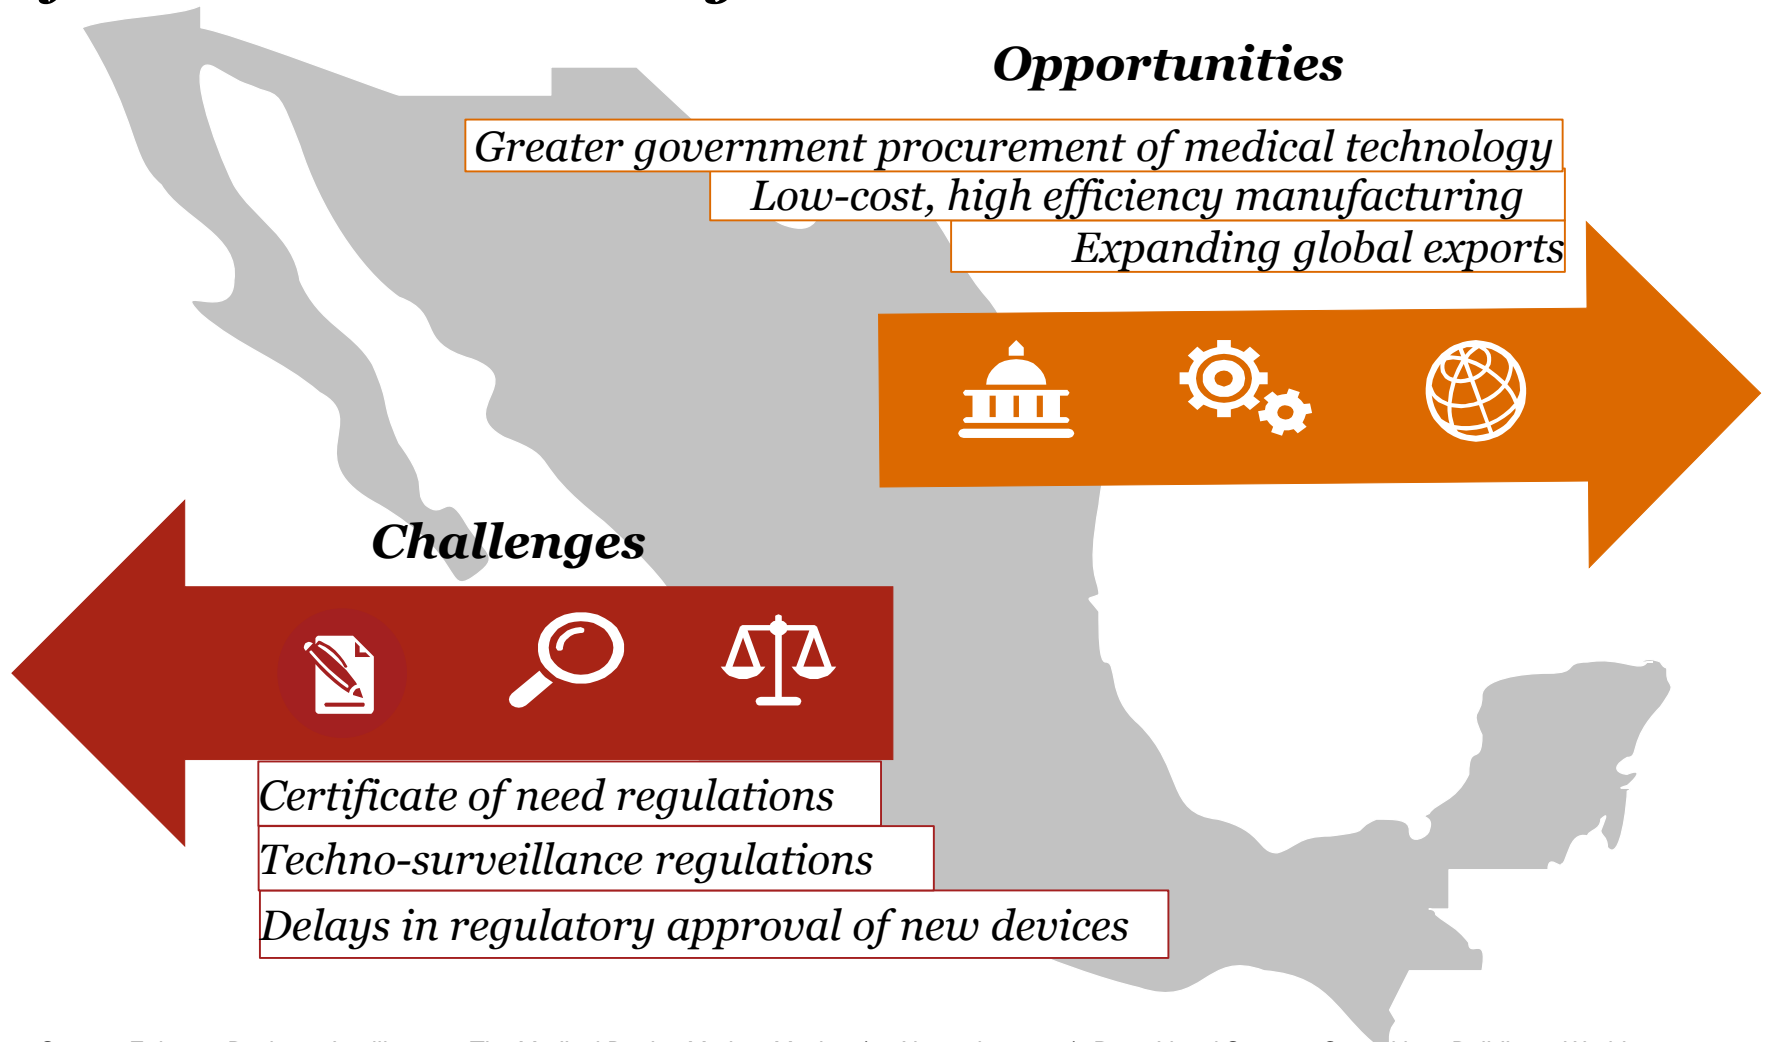 Opportunities
Greater government procurement of medical technology
Low-cost, high efficiency manufacturing
Expanding global exports
Challenges
Certificate of need regulations
Techno-surveillance regulations
Delays in regulatory approval of new devices